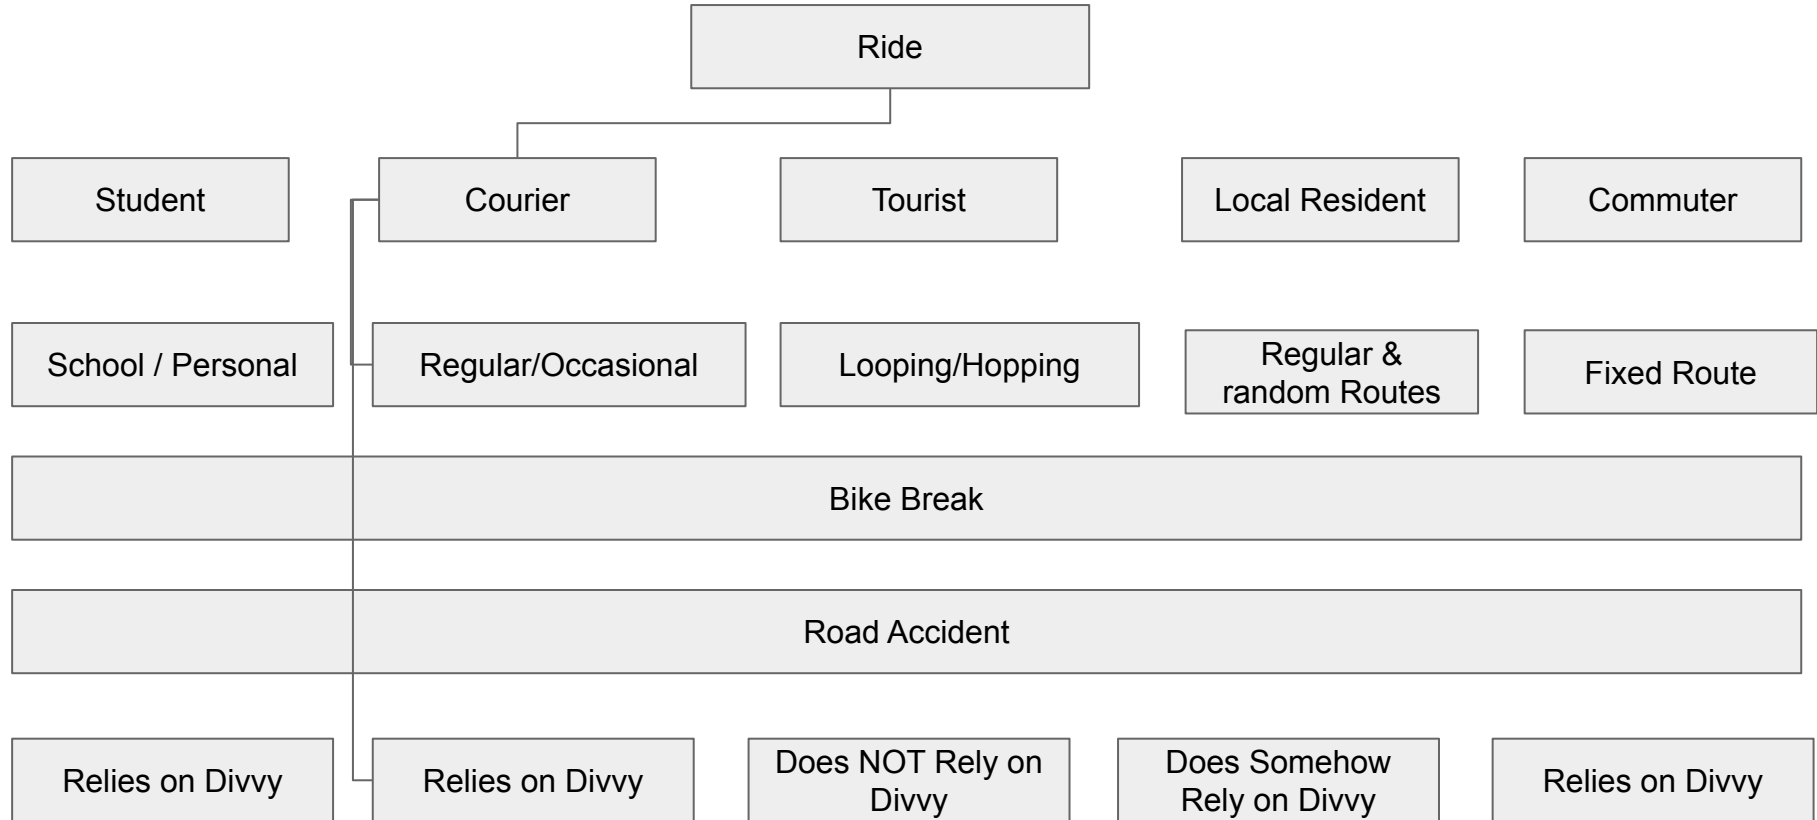 Ride
Student
Courier
Tourist
Local Resident
Commuter
School / Personal
Regular/Occasional
Looping/Hopping
Regular &
random Routes
Fixed Route
Bike Break
Road Accident
Relies on Divvy
Relies on Divvy
Does NOT Rely on
Divvy
Does Somehow
Rely on Divvy
Relies on Divvy